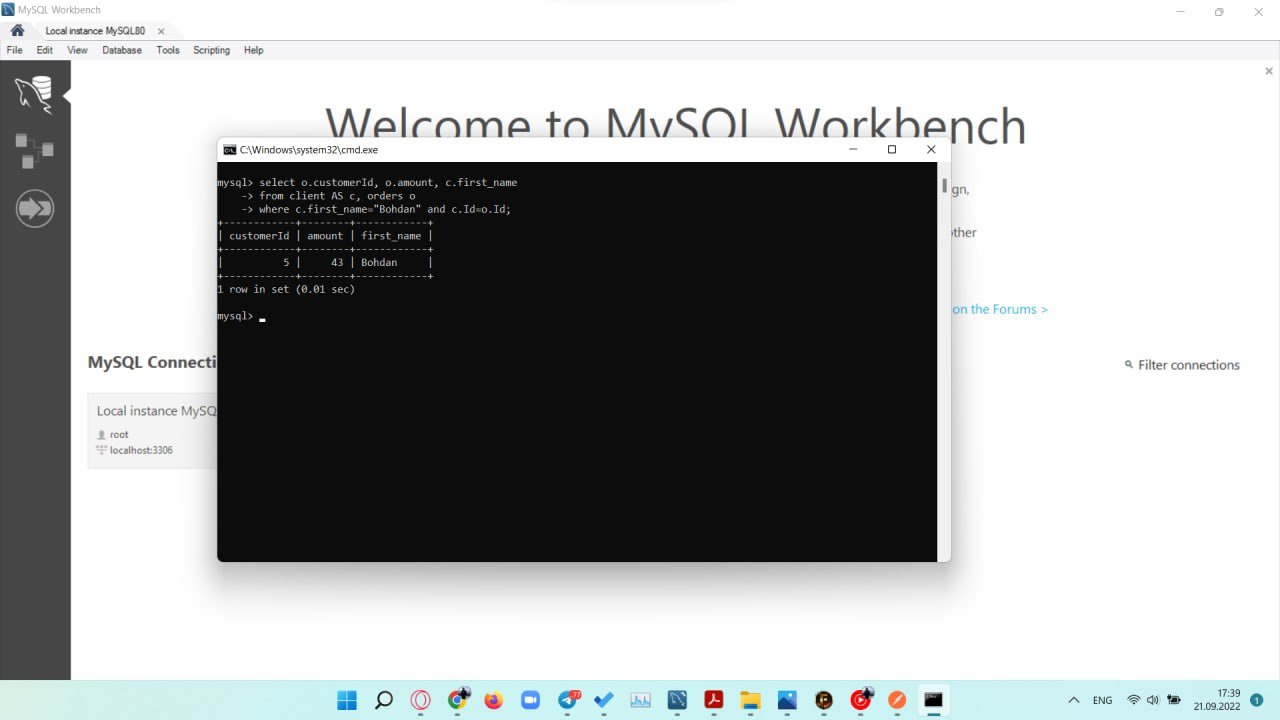 MySQL Workbench
Local instance MySQL80
File Edit View Database Tools Scripting Help
Welcome to MySQL Workbench
C:\Windows\system32\cmd.exe
gn,
mysql> select o.customerId, o.amount, c.first_name
-> from client AS c, orders o
-> where c.first_name="Bohdan" and c.Id=o.Id;
+------------+--------+------------+
| customerId | amount | first_name |
+------------+--------+------------+
| 5 | 43 | Bohdan |
+------------+--------+------------+
1 row in set (0.01 sec)
mysql>
other
on the Forums >
MySQL Connecti
Filter connections
Local instance MySQ
root
localhost:3306
77
ENG
17:39
21.09.2022
1